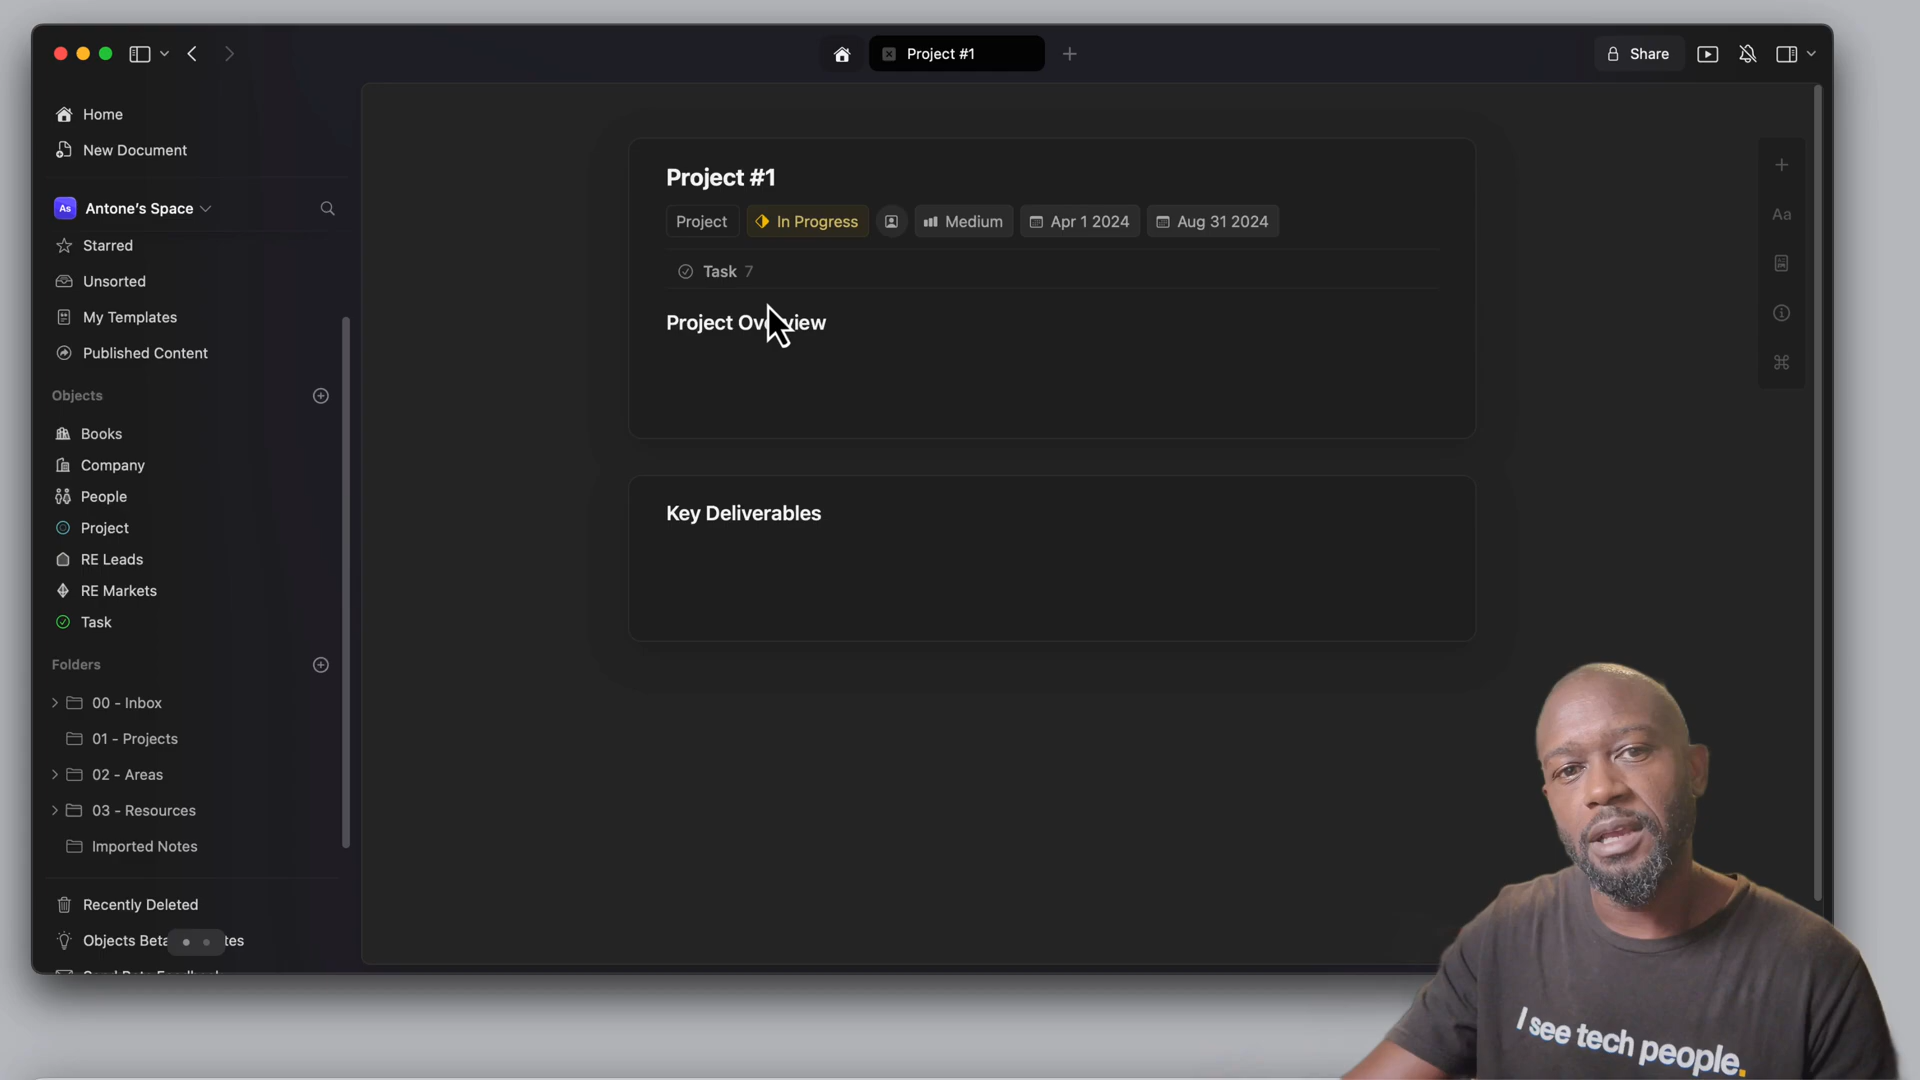 Project #1
Share
Home
New Document
As Antone's Space
Starred
Unsorted
My Templates
Published Content
Objects
Books
Company
People
Project
RE Leads
RE Markets
Task
Folders
00 - Inbox
01 - Projects
02 - Areas
03 - Resources
Imported Notes
Recently Deleted
Objects Beta
Project #1
Project In Progress Medium Apr 1 2024 Aug 31 2024
Task 7
Project Overview
Key Deliverables
Aa
I see tech people.